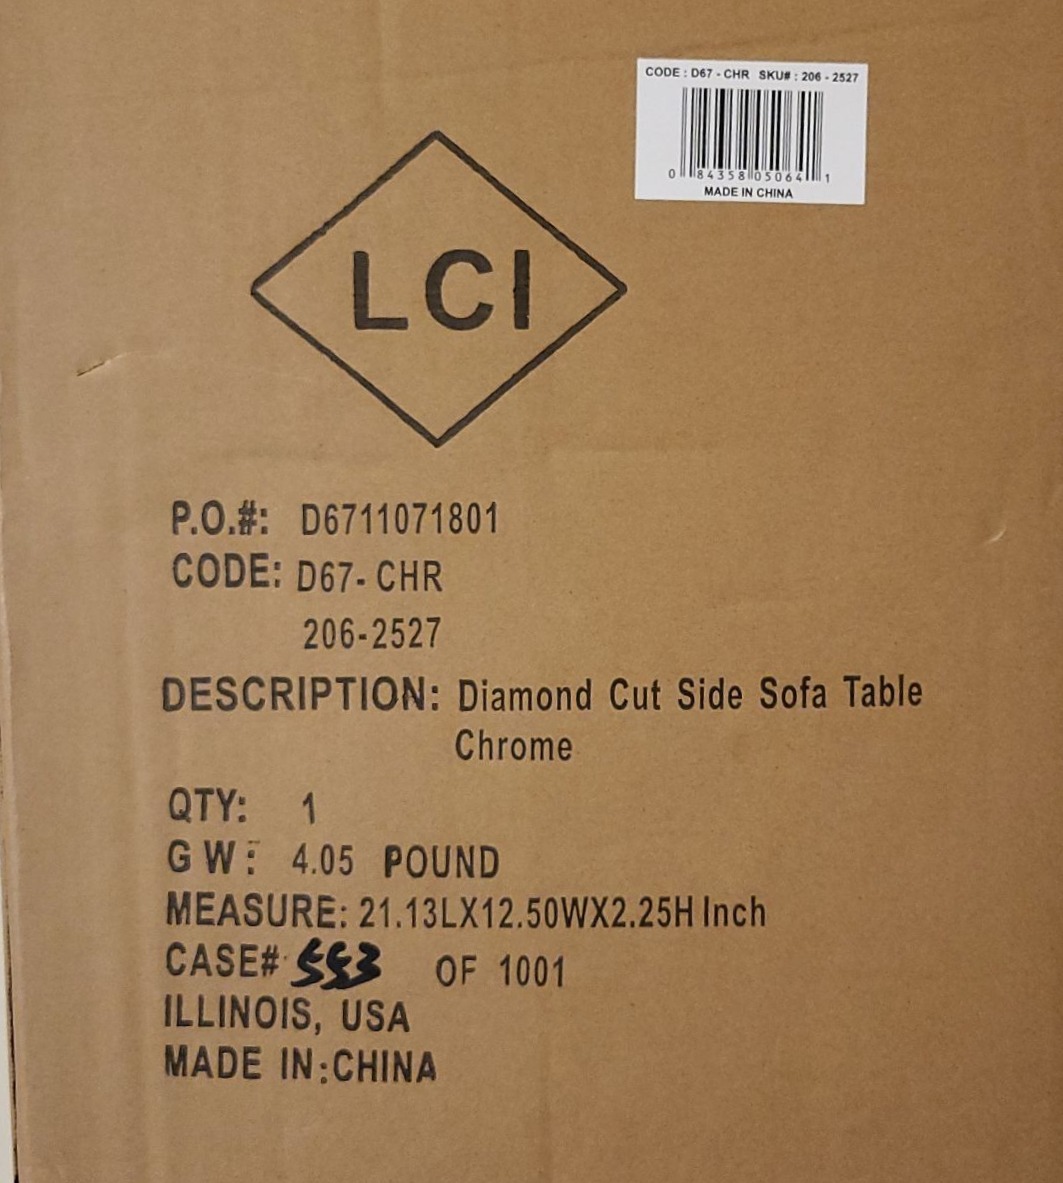 CODE : D67 - CHR SKU# : 206 - 2527
0 84358 05064 1
MADE IN CHINA
LCI
P.O.#: D6711071801
CODE: D67- CHR
206-2527
DESCRIPTION: Diamond Cut Side Sofa Table
Chrome
QTY: 1
G W: 4.05 POUND
MEASURE: 21.13LX12.50WX2.25H Inch
CASE# 553 OF 1001
ILLINOIS, USA
MADE IN:CHINA